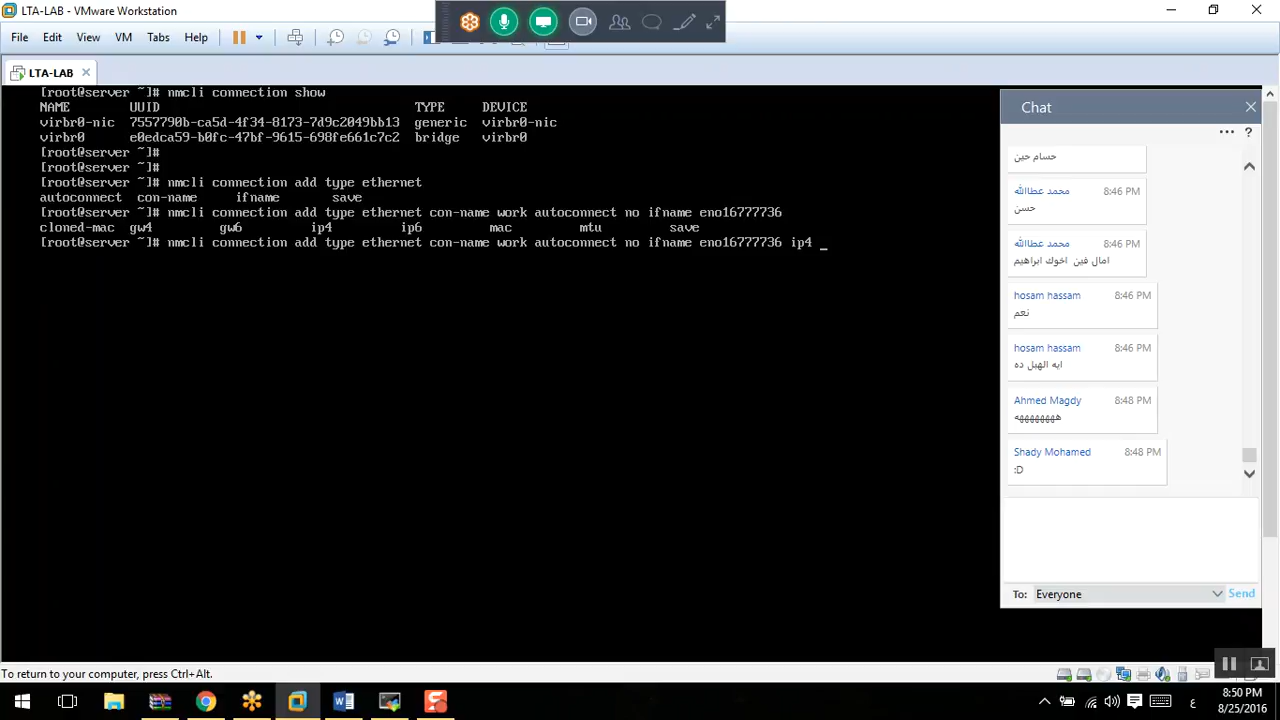 LTA-LAB - VMware Workstation
File Edit View VM Tabs Help
LTA-LAB
[root@server ~]# nmcli connection show
NAME UUID TYPE DEVICE
virbr0-nic 7557790b-ca5d-4f34-8173-7d9c2049bb13 generic virbr0-nic
virbr0 e0edca59-b0fc-47bf-9615-698fe661c7c2 bridge virbr0
[root@server ~]#
[root@server ~]#
[root@server ~]# nmcli connection add type ethernet
autoconnect con-name ifname save
[root@server ~]# nmcli connection add type ethernet con-name work autoconnect no ifname eno16777736
cloned-mac gw4 gw6 ip4 ip6 mac mtu save
[root@server ~]# nmcli connection add type ethernet con-name work autoconnect no ifname eno16777736 ip4 _
Chat
... ?
حسام حين
محمد عطاالله 8:46 PM
حسن
محمد عطاالله 8:46 PM
امال فين اخوك ابراهيم
hosam hassam 8:46 PM
نعم
hosam hassam 8:46 PM
ايه الهبل ده
Ahmed Magdy 8:48 PM
Shady Mohamed 8:48 PM
:D
To: Everyone Send
To return to your computer, press Ctrl+Alt.
ع
8:50 PM
8/25/2016